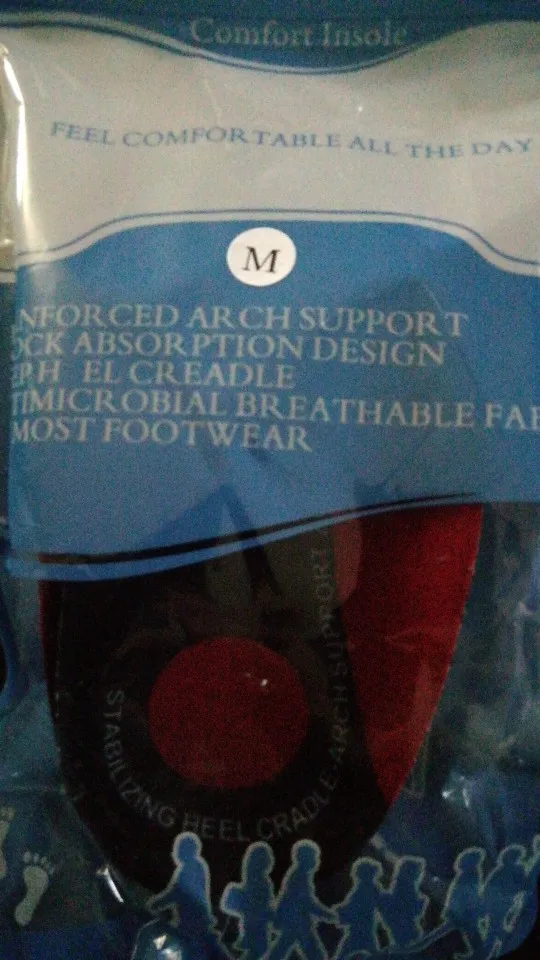 Comfort Insole
FEEL COMFORTABLE ALL THE DAY
M
NFORCED ARCH SUPPORT
OCK ABSORPTION DESIGN
EL CREADLE
TIMICROBIAL BREATHABLE FAB
MOST FOOTWEAR
STABILIZING HEEL CRADLE·ARCH SUPPORT